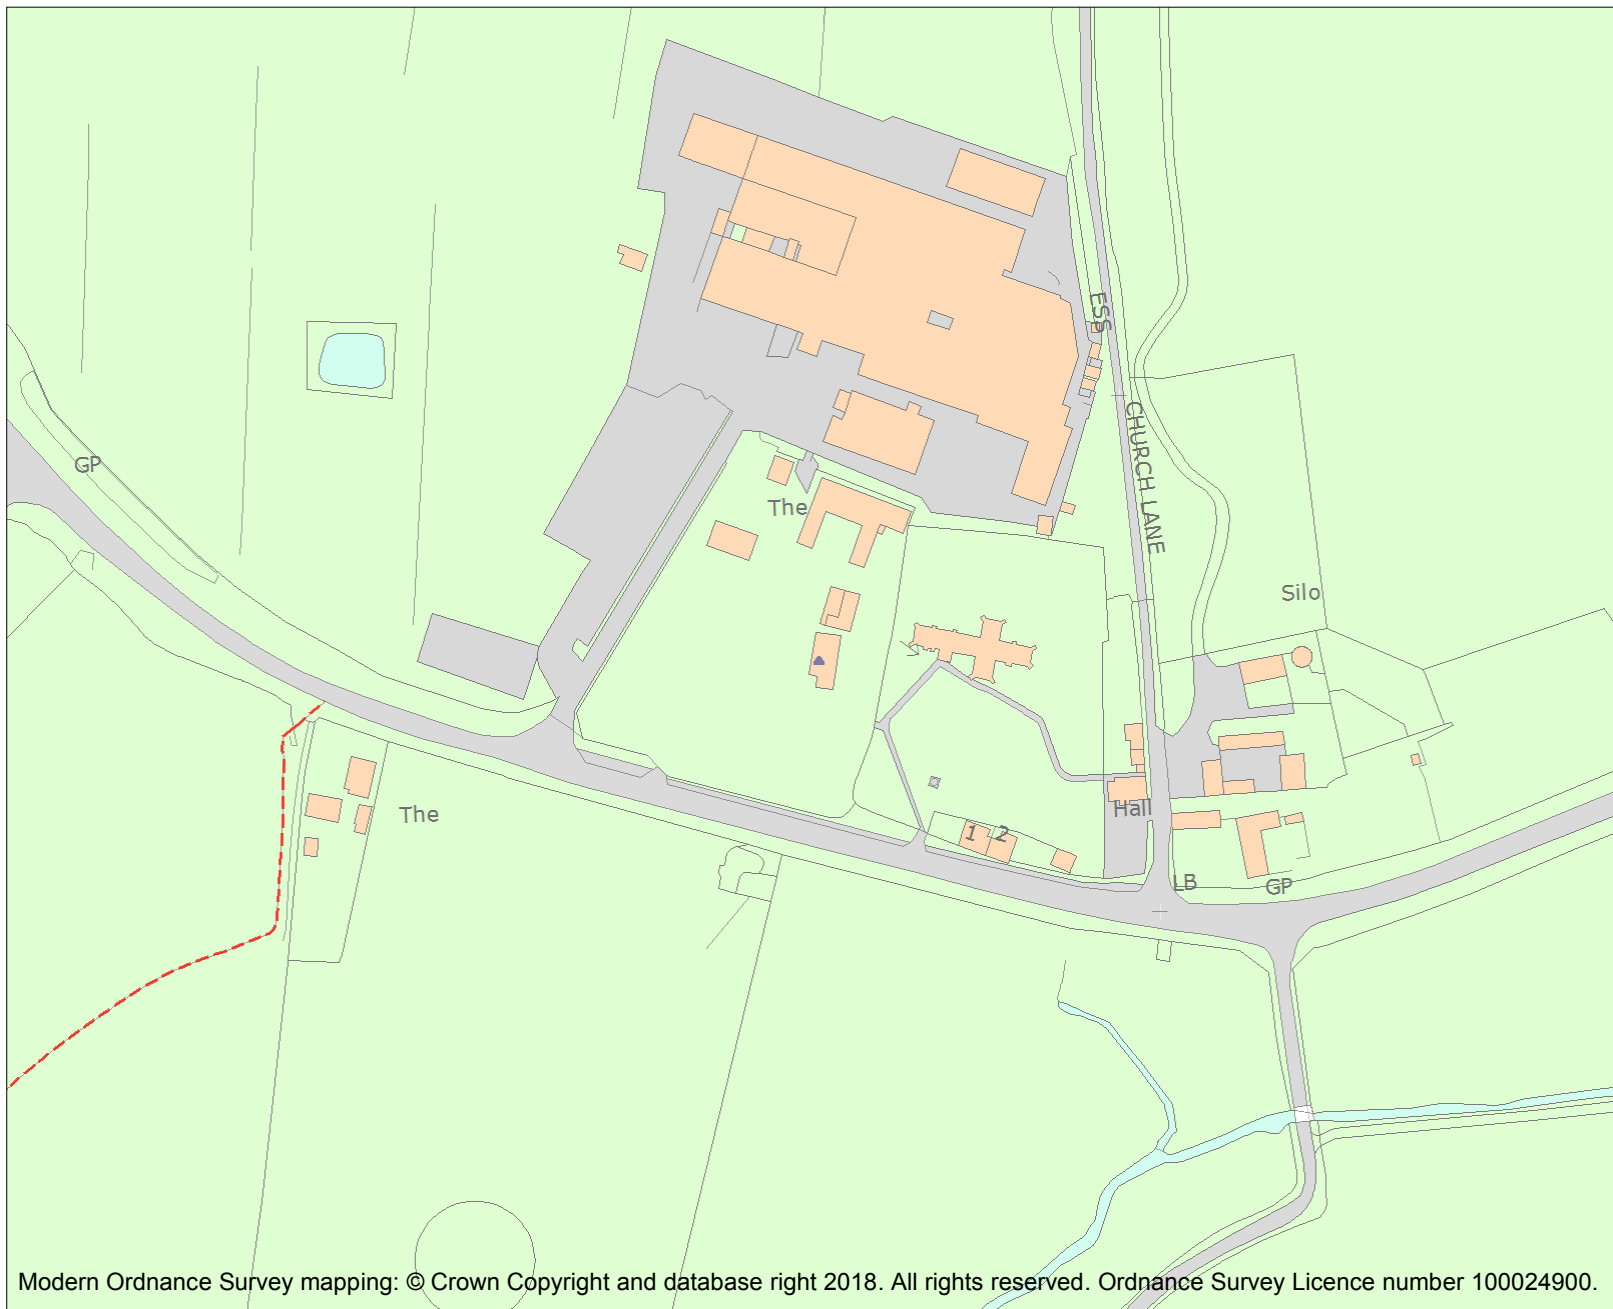 ESS
CHURCH LANE
GP
The
Silo
The
Hall
1
2
LB
GP
Modern Ordnance Survey mapping: © Crown Copyright and database right 2018. All rights reserved. Ordnance Survey Licence number 100024900.